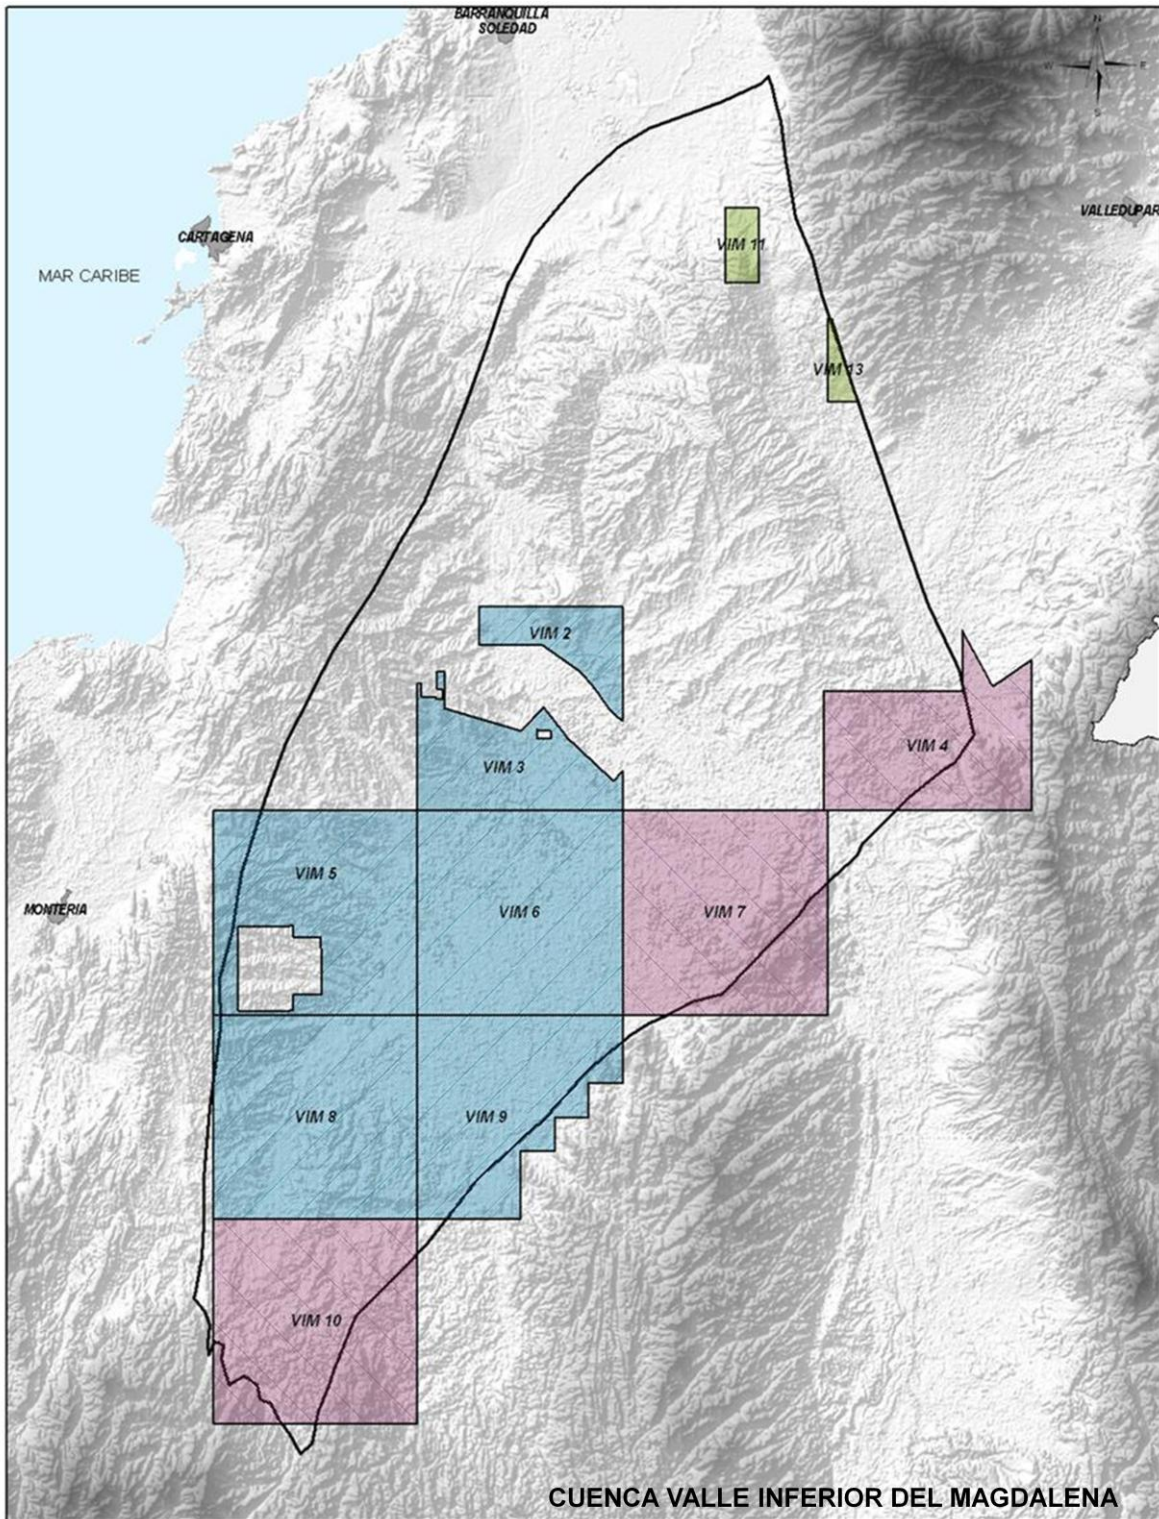 BARRANQUILLA
SOLEDAD
N
W
E
S
VALLEDUPAR
CARTAGENA
VIM 11
MAR CARIBE
VIM 13
VIM 2
VIM 4
VIM 3
VIM 5
MONTERIA
VIM 6
VIM 7
VIM 8
VIM 9
VIM 10
CUENCA VALLE INFERIOR DEL MAGDALENA